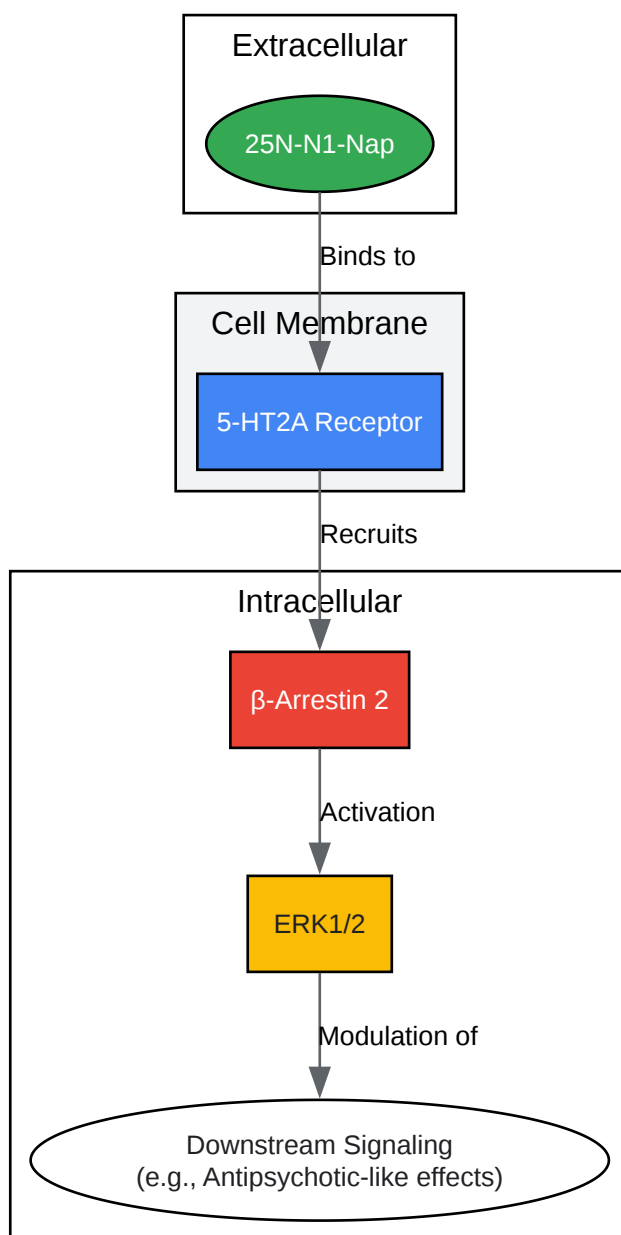 Extracellular
25N-N1-Nap
Binds to
Cell Membrane
5-HT2A Receptor
Recruits
Intracellular
β-Arrestin 2
Activation
ERK1/2
Modulation of
Downstream Signaling
(e.g., Antipsychotic-like effects)